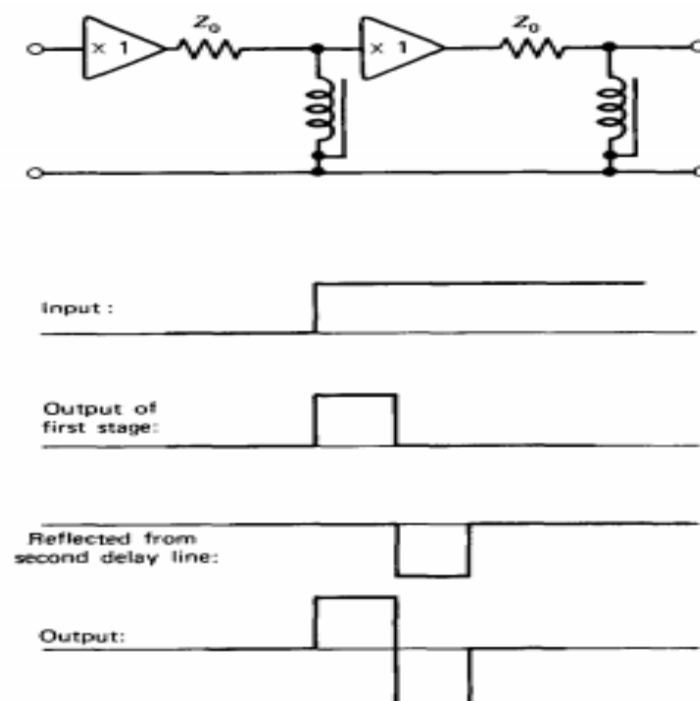 Z₀ Z₀
× 1 × 1
Input :
Output of
first stage:
Reflected from
second delay line:
Output: